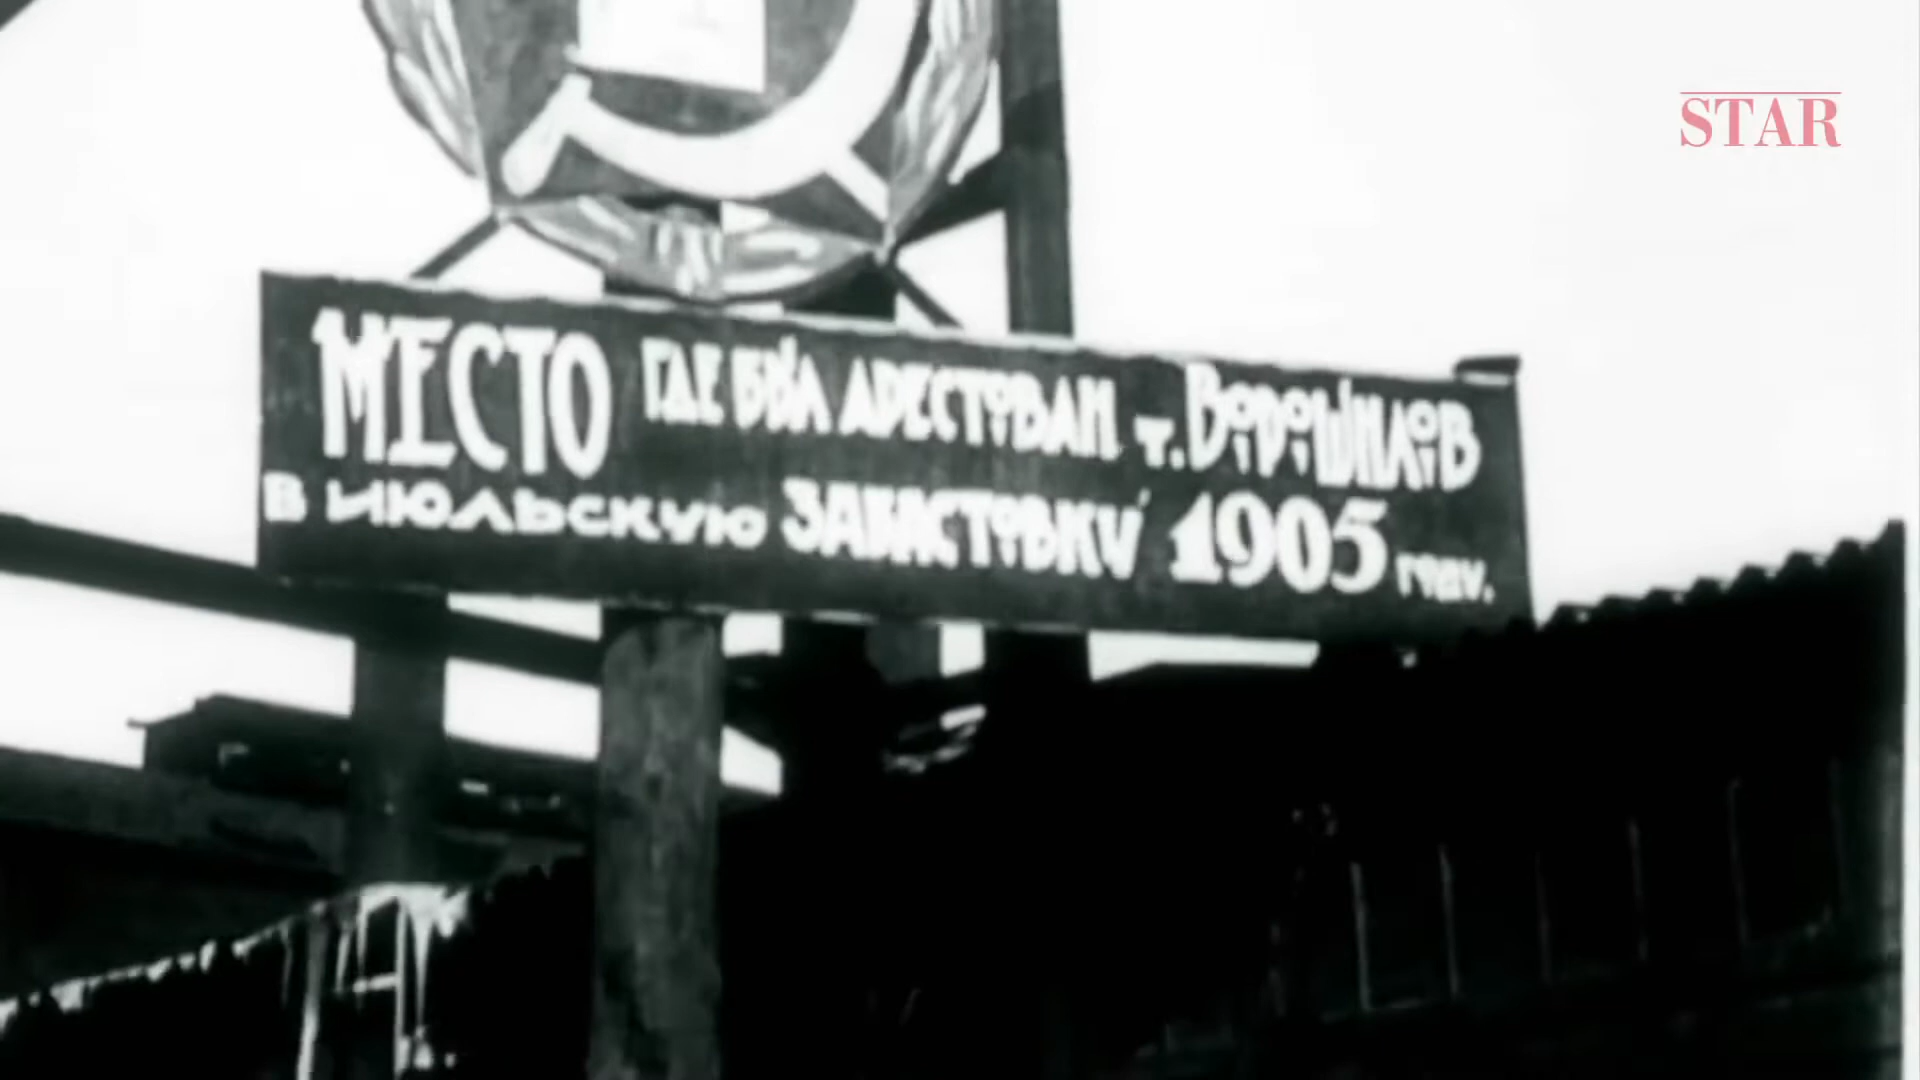 STAR
МЕСТО ГДЕ БЫЛ АРЕСТОВАН т. ВОРОШИЛОВ
В ИЮЛЬСКУЮ ЗАБАСТОВКУ 1905 году.